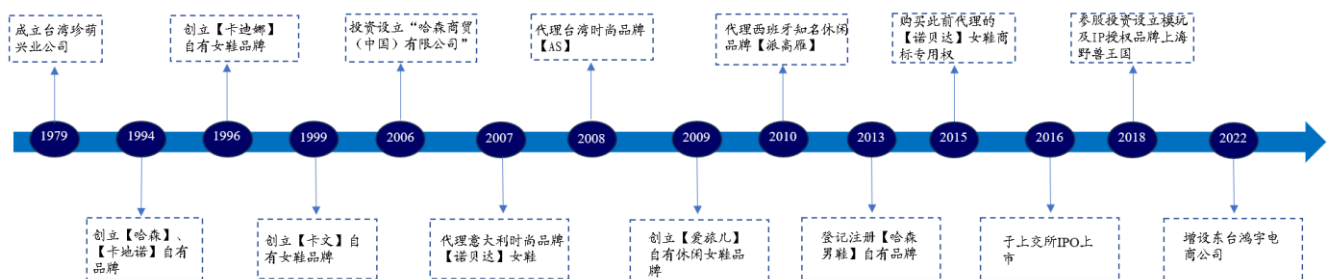 成立台湾珍萌
兴业公司
创立【卡迪娜】
自有女鞋品牌
投资设立“哈森商贸
（中国）有限公司”
代理台湾时尚品牌
【AS】
代理西班牙知名休闲
品牌【派高雁】
购买此前代理的
【诺贝达】女鞋商
标专用权
参股投资设立模玩
及IP授权品牌上海
野兽王国
1979
1994
1996
1999
2006
2007
2008
2009
2010
2013
2015
2016
2018
2022
创立【哈森】、
【卡地诺】自有
品牌
创立【卡文】自
有女鞋品牌
代理意大利时尚品牌
【诺贝达】女鞋
创立【爱旅儿】
自有休闲女鞋品
牌
登记注册【哈森
男鞋】自有品牌
于上交所IPO上
市
增设东台鸿宇电
商公司